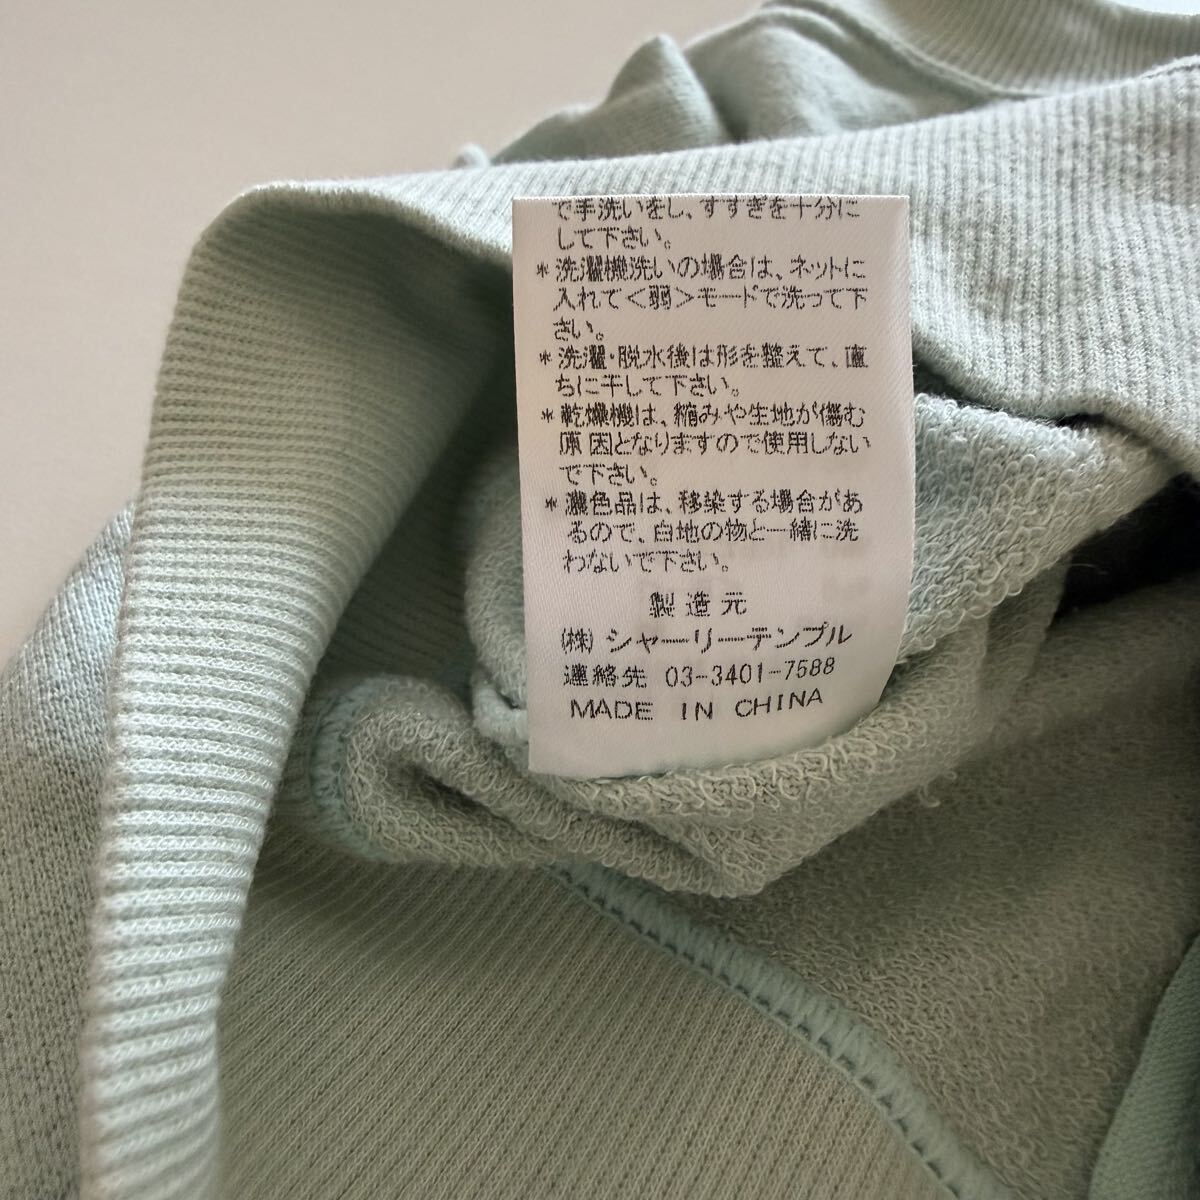 で手洗いをし、すすぎを十分に
して下さい。
*洗濯機洗いの場合は、ネットに
入れて<弱>モードで洗って下
さい。
*洗濯・脱水後は形を整えて、直
ちに干して下さい。
*乾燥機は、縮みや生地が傷む
原因となりますので使用しない
で下さい。
*濃色品は、移染する場合があ
るので、白地の物と一緒に洗
わないで下さい。
製造元
(株)シャーリーテンプル
連絡先 03-3401-7588
MADE IN CHINA